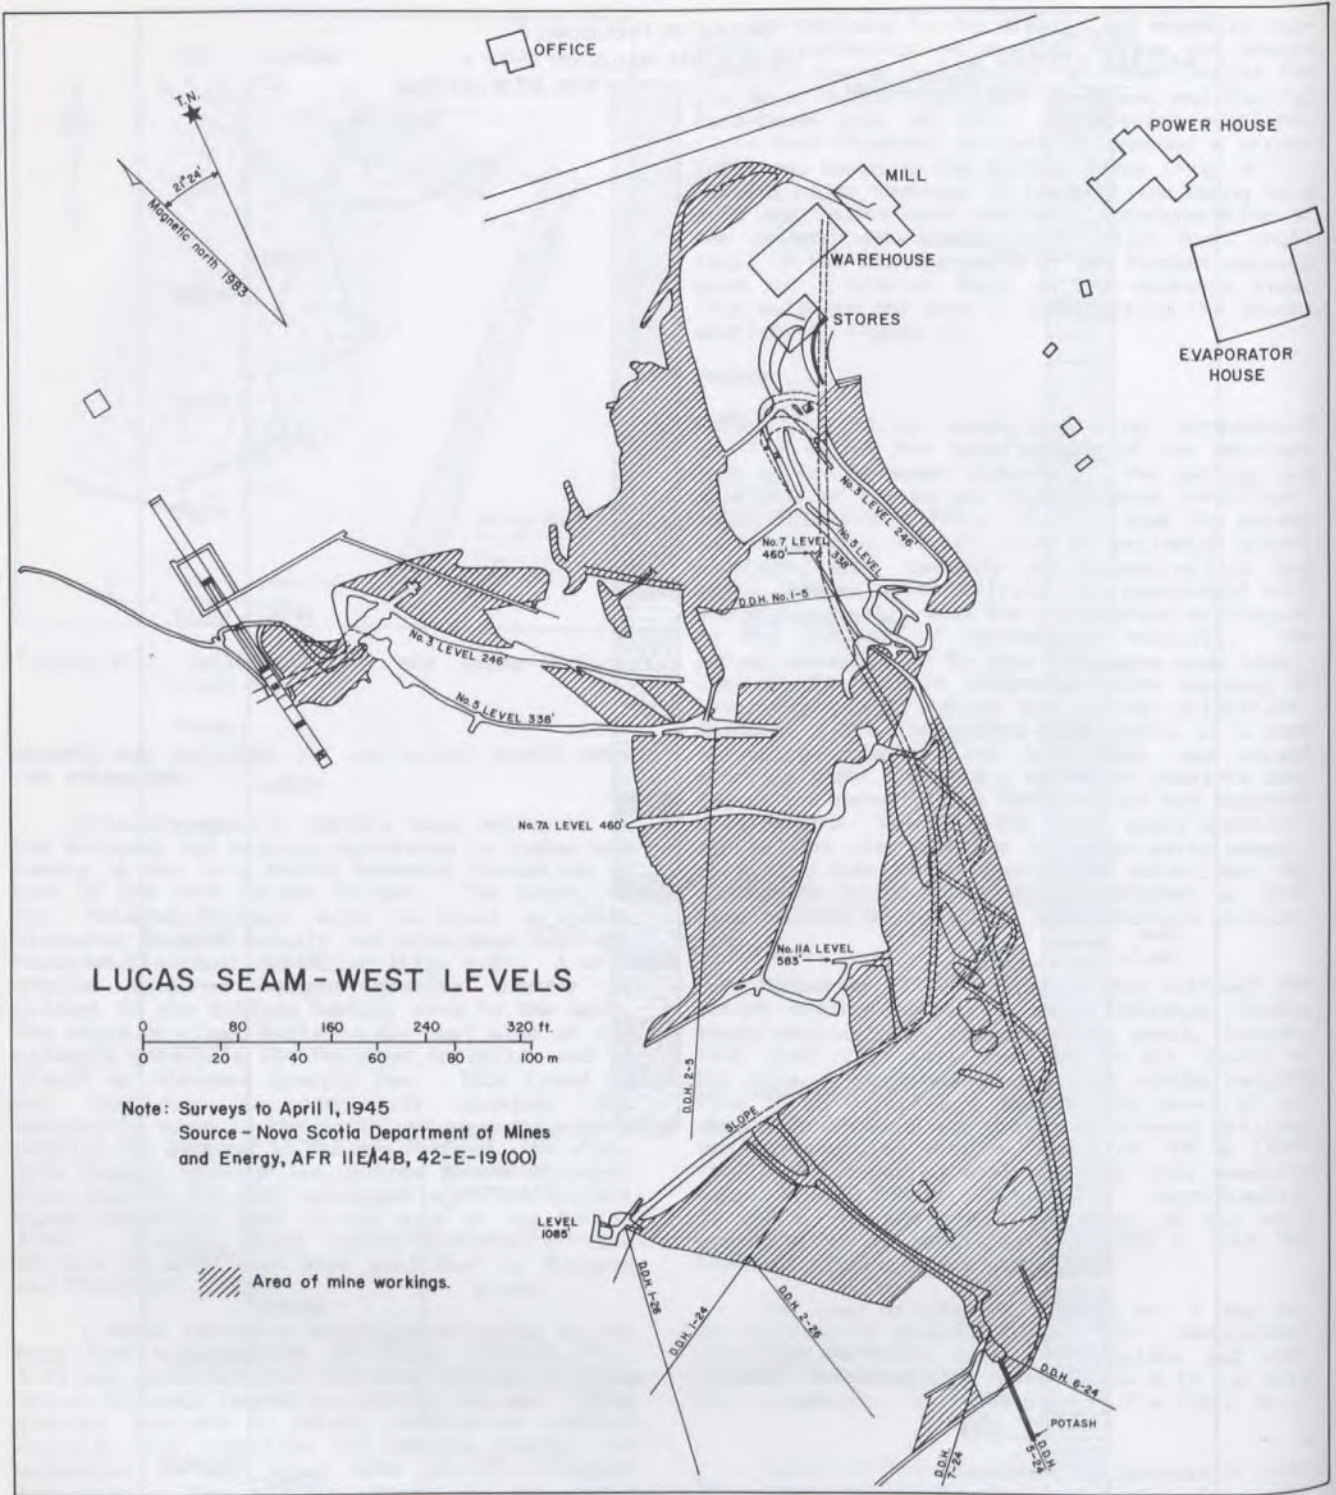 OFFICE
T.N.
21°24'
Magnetic north 1983
POWER HOUSE
MILL
WAREHOUSE
STORES
EVAPORATOR
HOUSE
No. 3 LEVEL 246'
No. 5 LEVEL
338'
No. 7 LEVEL
460'
D.D.H. No. 1-5
No. 3 LEVEL 246'
No. 5 LEVEL 338'
No. 7A LEVEL 460'
No. 11A LEVEL
583'
LUCAS SEAM-WEST LEVELS
0 80 160 240 320 ft.
0 20 40 60 80 100 m
D.D.H. 2-5
Note: Surveys to April 1, 1945
Source - Nova Scotia Department of Mines
and Energy, AFR 11E/14B, 42-E-19 (00)
SLOPE
LEVEL
1085'
Area of mine workings.
D.D.H. 1-26
D.D.H. 1-24
D.D.H. 2-26
D.D.H. 6-24
POTASH
D.D.H.
7-24
D.D.H.
5-24